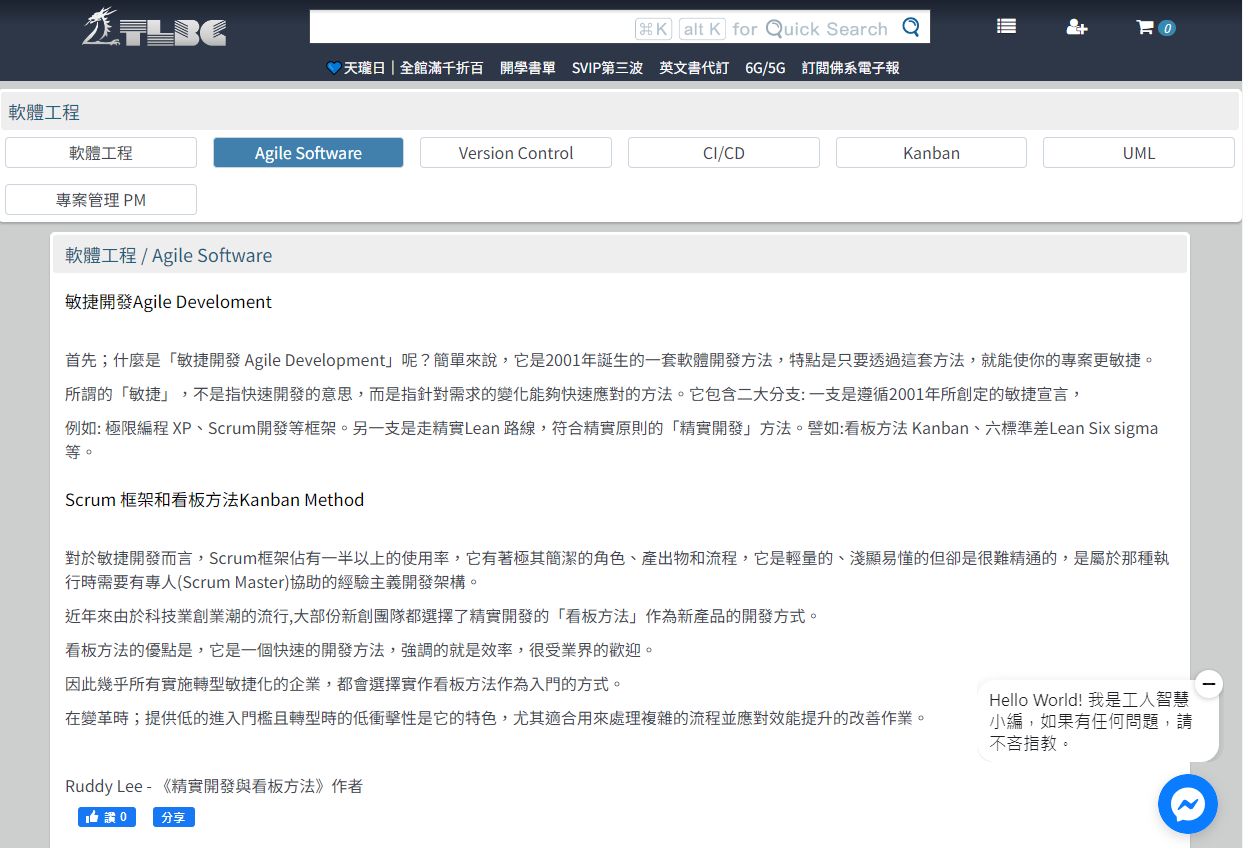 TLBC
⌘K alt K for Quick Search
0
天瓏日｜全館滿千折百 開學書單 SVIP第三波 英文書代訂 6G/5G 訂閱佛系電子報
軟體工程
軟體工程 Agile Software Version Control CI/CD Kanban UML
專案管理 PM
軟體工程 / Agile Software
敏捷開發Agile Develoment
首先；什麼是「敏捷開發 Agile Development」呢？簡單來說，它是2001年誕生的一套軟體開發方法，特點是只要透過這套方法，就能使你的專案更敏捷。
所謂的「敏捷」，不是指快速開發的意思，而是指針對需求的變化能夠快速應對的方法。它包含二大分支: 一支是遵循2001年所創定的敏捷宣言，
例如: 極限編程 XP、Scrum開發等框架。另一支是走精實Lean 路線，符合精實原則的「精實開發」方法。譬如:看板方法 Kanban、六標準差Lean Six sigma
等。
Scrum 框架和看板方法Kanban Method
對於敏捷開發而言，Scrum框架佔有一半以上的使用率，它有著極其簡潔的角色、產出物和流程，它是輕量的、淺顯易懂的但卻是很難精通的，是屬於那種執
行時需要有專人(Scrum Master)協助的經驗主義開發架構。
近年來由於科技業創業潮的流行,大部份新創團隊都選擇了精實開發的「看板方法」作為新產品的開發方式。
看板方法的優點是，它是一個快速的開發方法，強調的就是效率，很受業界的歡迎。
因此幾乎所有實施轉型敏捷化的企業，都會選擇實作看板方法作為入門的方式。
在變革時；提供低的進入門檻且轉型時的低衝擊性是它的特色，尤其適合用來處理複雜的流程並應對效能提升的改善作業。
Ruddy Lee - 《精實開發與看板方法》作者
讚 0 分享
Hello World! 我是工人智慧
小編，如果有任何問題，請
不吝指教。